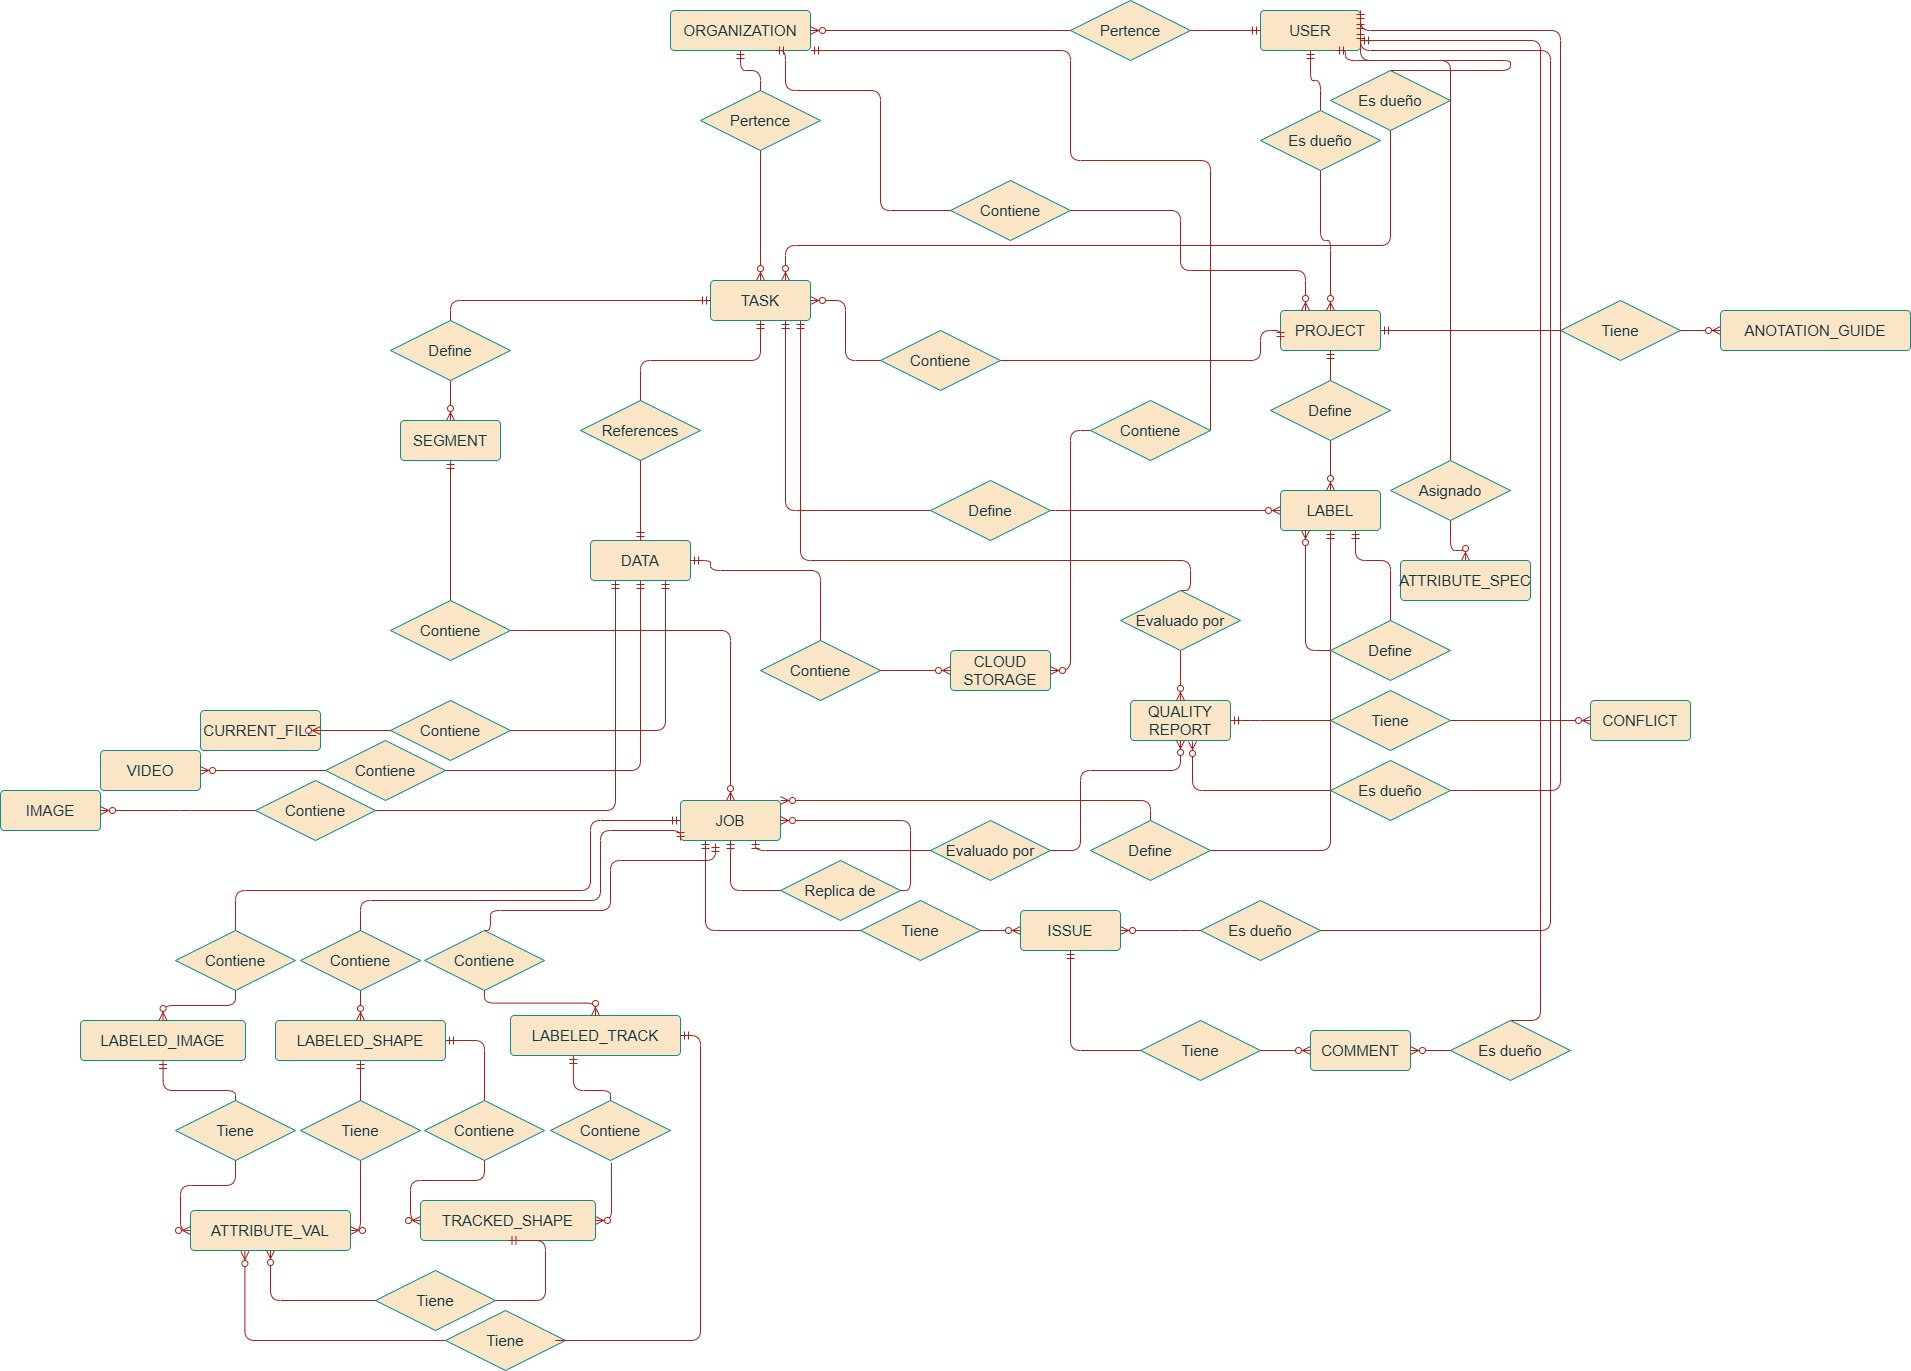 ORGANIZATION
Pertence
USER
Es dueño
Pertence
Es dueño
Contiene
TASK
PROJECT
Tiene
ANOTATION_GUIDE
Define
Contiene
Define
SEGMENT
References
Contiene
Asignado
Define
LABEL
DATA
ATTRIBUTE_SPEC
Evaluado por
Contiene
Define
Contiene
CLOUD
STORAGE
QUALITY
REPORT
Tiene
CONFLICT
CURRENT_FILE
Contiene
VIDEO
Contiene
Es dueño
IMAGE
Contiene
JOB
Evaluado por
Define
Replica de
Tiene
ISSUE
Es dueño
Contiene
Contiene
Contiene
LABELED_IMAGE
LABELED_SHAPE
LABELED_TRACK
Tiene
COMMENT
Es dueño
Tiene
Tiene
Contiene
Contiene
ATTRIBUTE_VAL
TRACKED_SHAPE
Tiene
Tiene